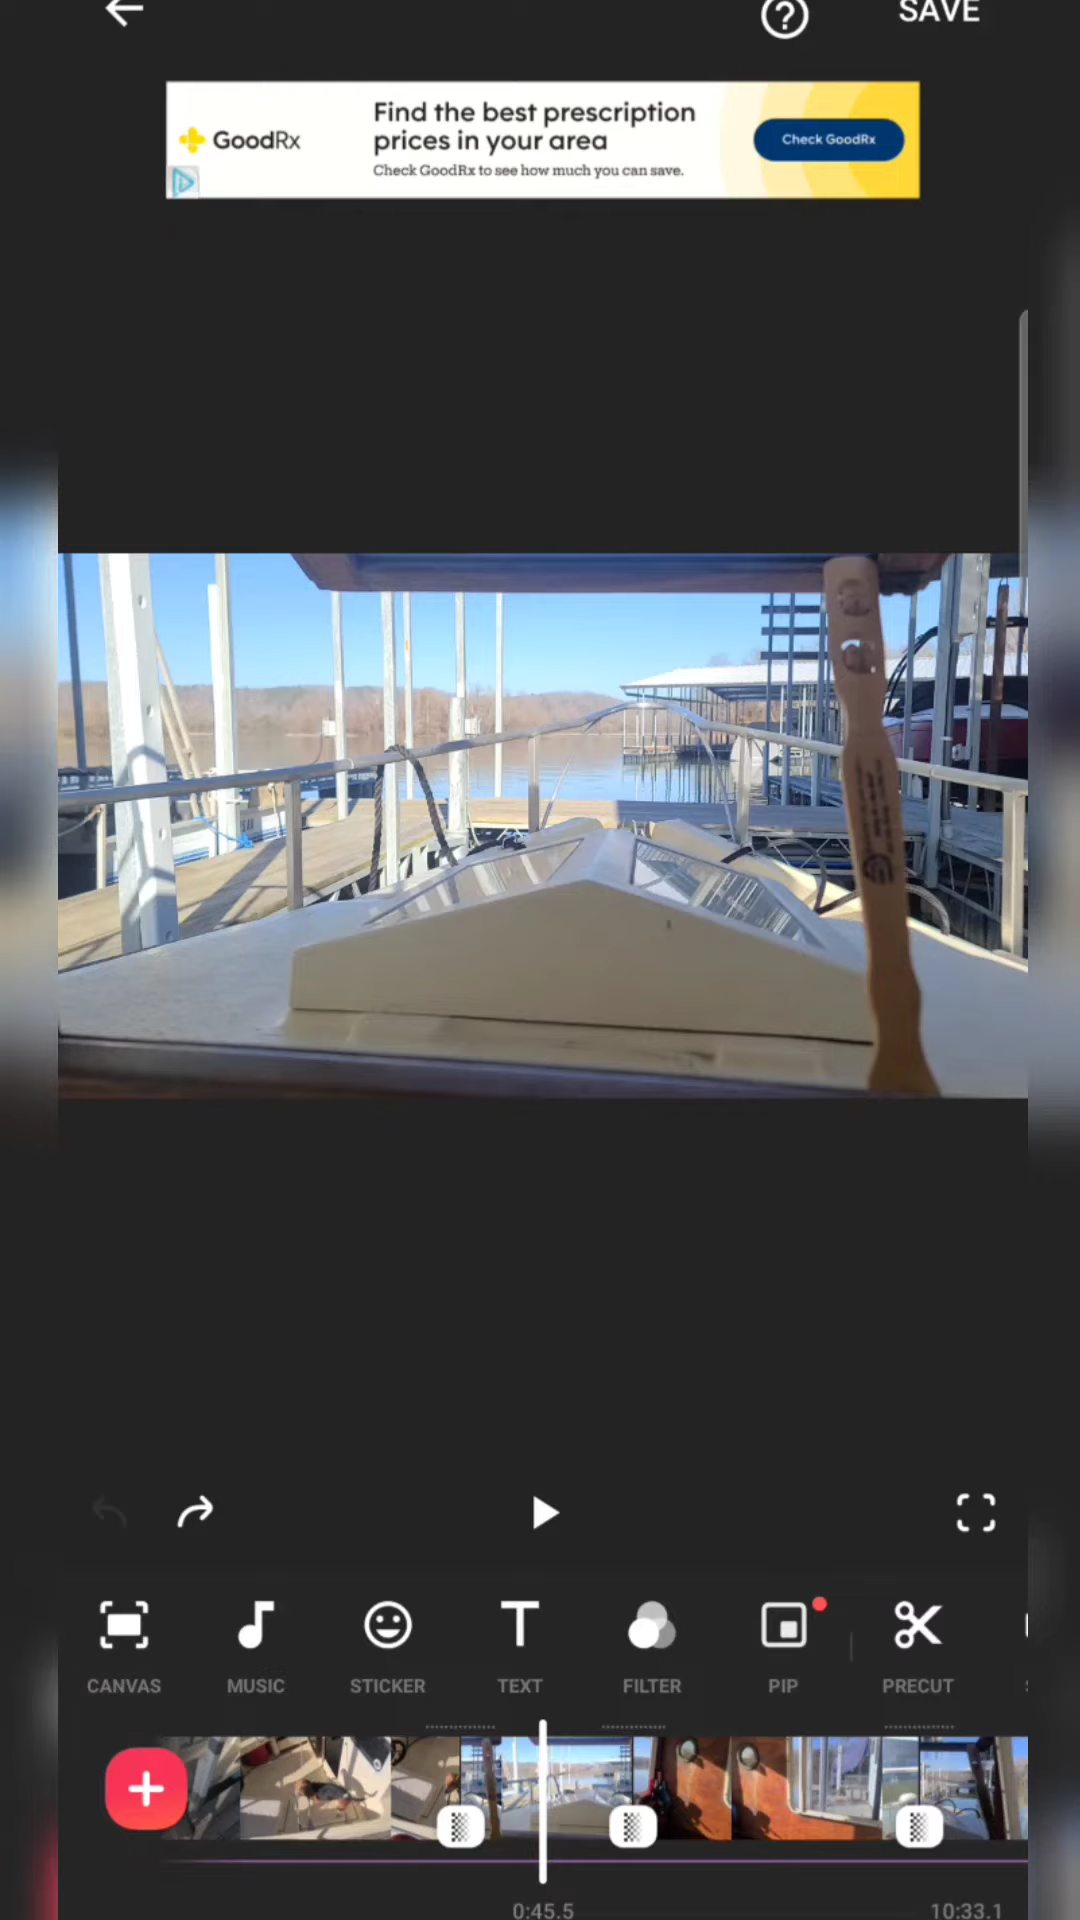 SAVE
GoodRx
Find the best prescription
prices in your area
Check GoodRx to see how much you can save.
Check GoodRx
CANVAS
MUSIC
STICKER
TEXT
FILTER
PIP
PRECUT
0:45.5
10:33.1